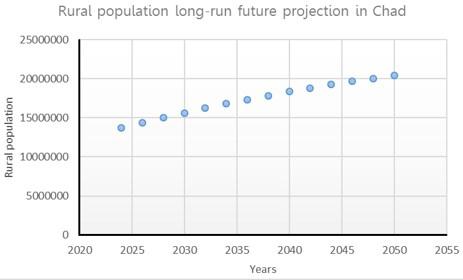 Rural population long-run future projection in Chad
25000000
20000000
15000000
10000000
5000000
0
Rural population
2020 2025 2030 2035 2040 2045 2050 2055
Years